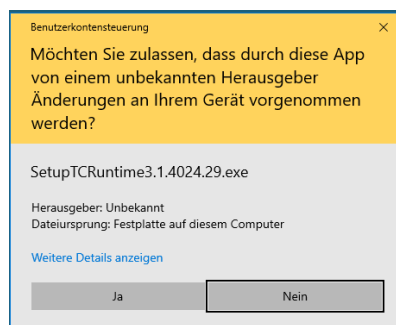 Benutzerkontensteuerung
Möchten Sie zulassen, dass durch diese App
von einem unbekannten Herausgeber
Änderungen an Ihrem Gerät vorgenommen
werden?
SetupTCRuntime3.1.4024.29.exe
Herausgeber: Unbekannt
Dateiursprung: Festplatte auf diesem Computer
Weitere Details anzeigen
Ja Nein